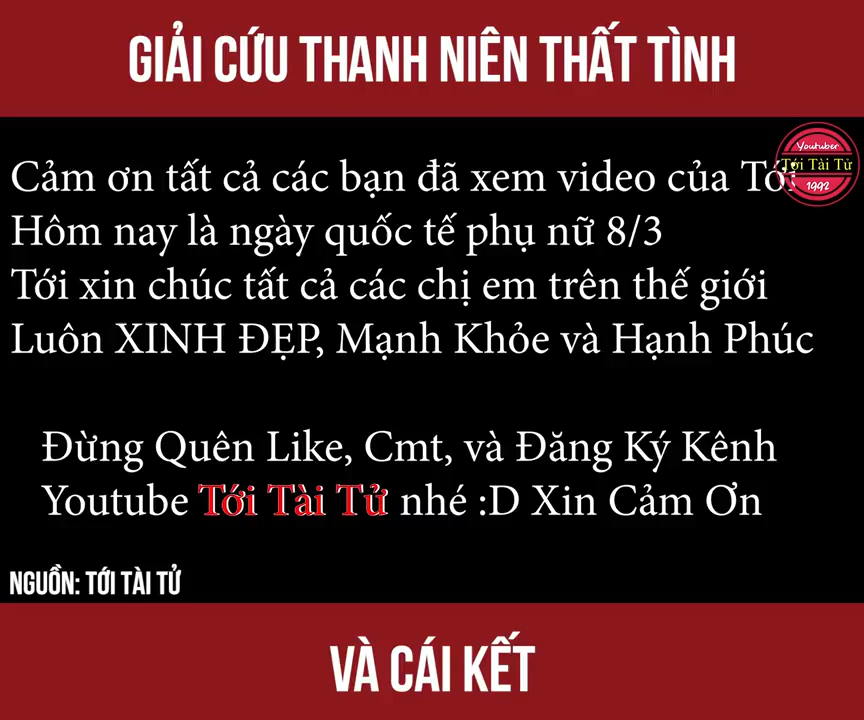 GIẢI CỨU THANH NIÊN THẤT TÌNH
Youtuber
Tới Tài Tử
1992
Cảm ơn tất cả các bạn đã xem video của Tới
Hôm nay là ngày quốc tế phụ nữ 8/3
Tới xin chúc tất cả các chị em trên thế giới
Luôn XINH ĐẸP, Mạnh Khỏe và Hạnh Phúc
Đừng Quên Like, Cmt, và Đăng Ký Kênh
Youtube Tới Tài Tử nhé :D Xin Cảm Ơn
NGUỒN: TỚI TÀI TỬ
VÀ CÁI KẾT